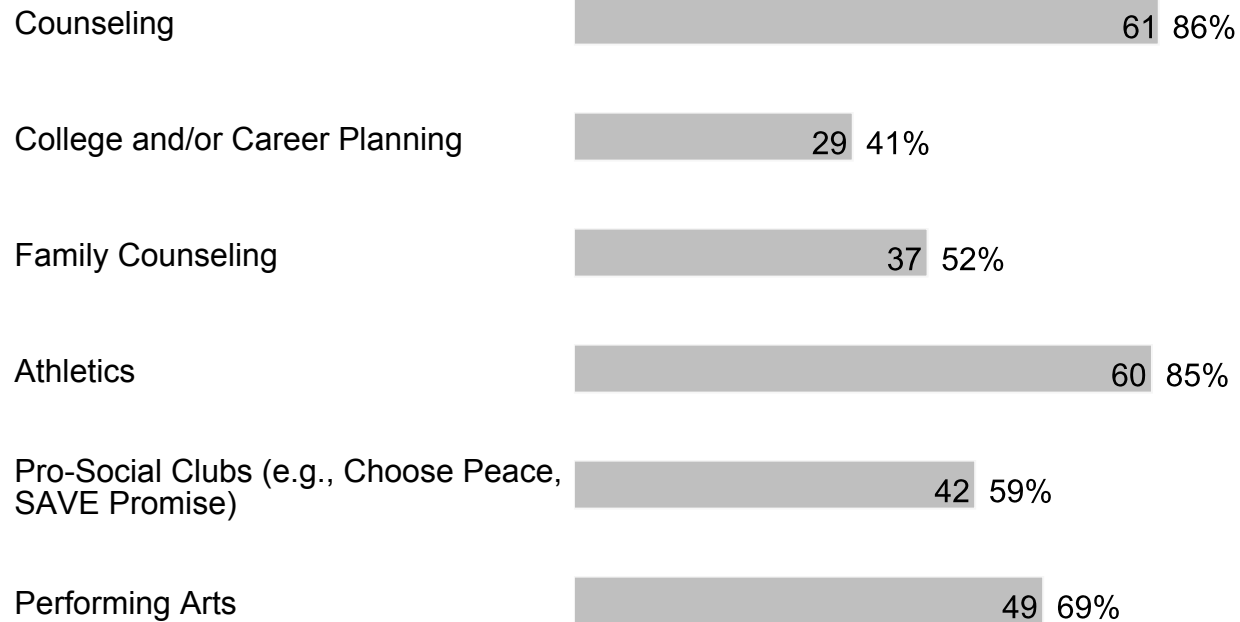 Counseling 61 86%
College and/or Career Planning 29 41%
Family Counseling 37 52%
Athletics 60 85%
Pro-Social Clubs (e.g., Choose Peace,
SAVE Promise) 42 59%
Performing Arts 49 69%